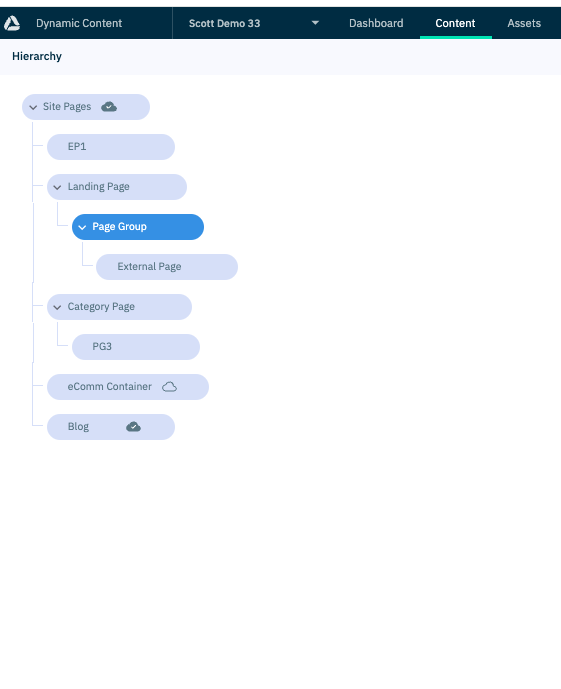 Dynamic Content Scott Demo 33 Dashboard Content Assets
Hierarchy
Site Pages
EP1
Landing Page
Page Group
External Page
Category Page
PG3
eComm Container
Blog